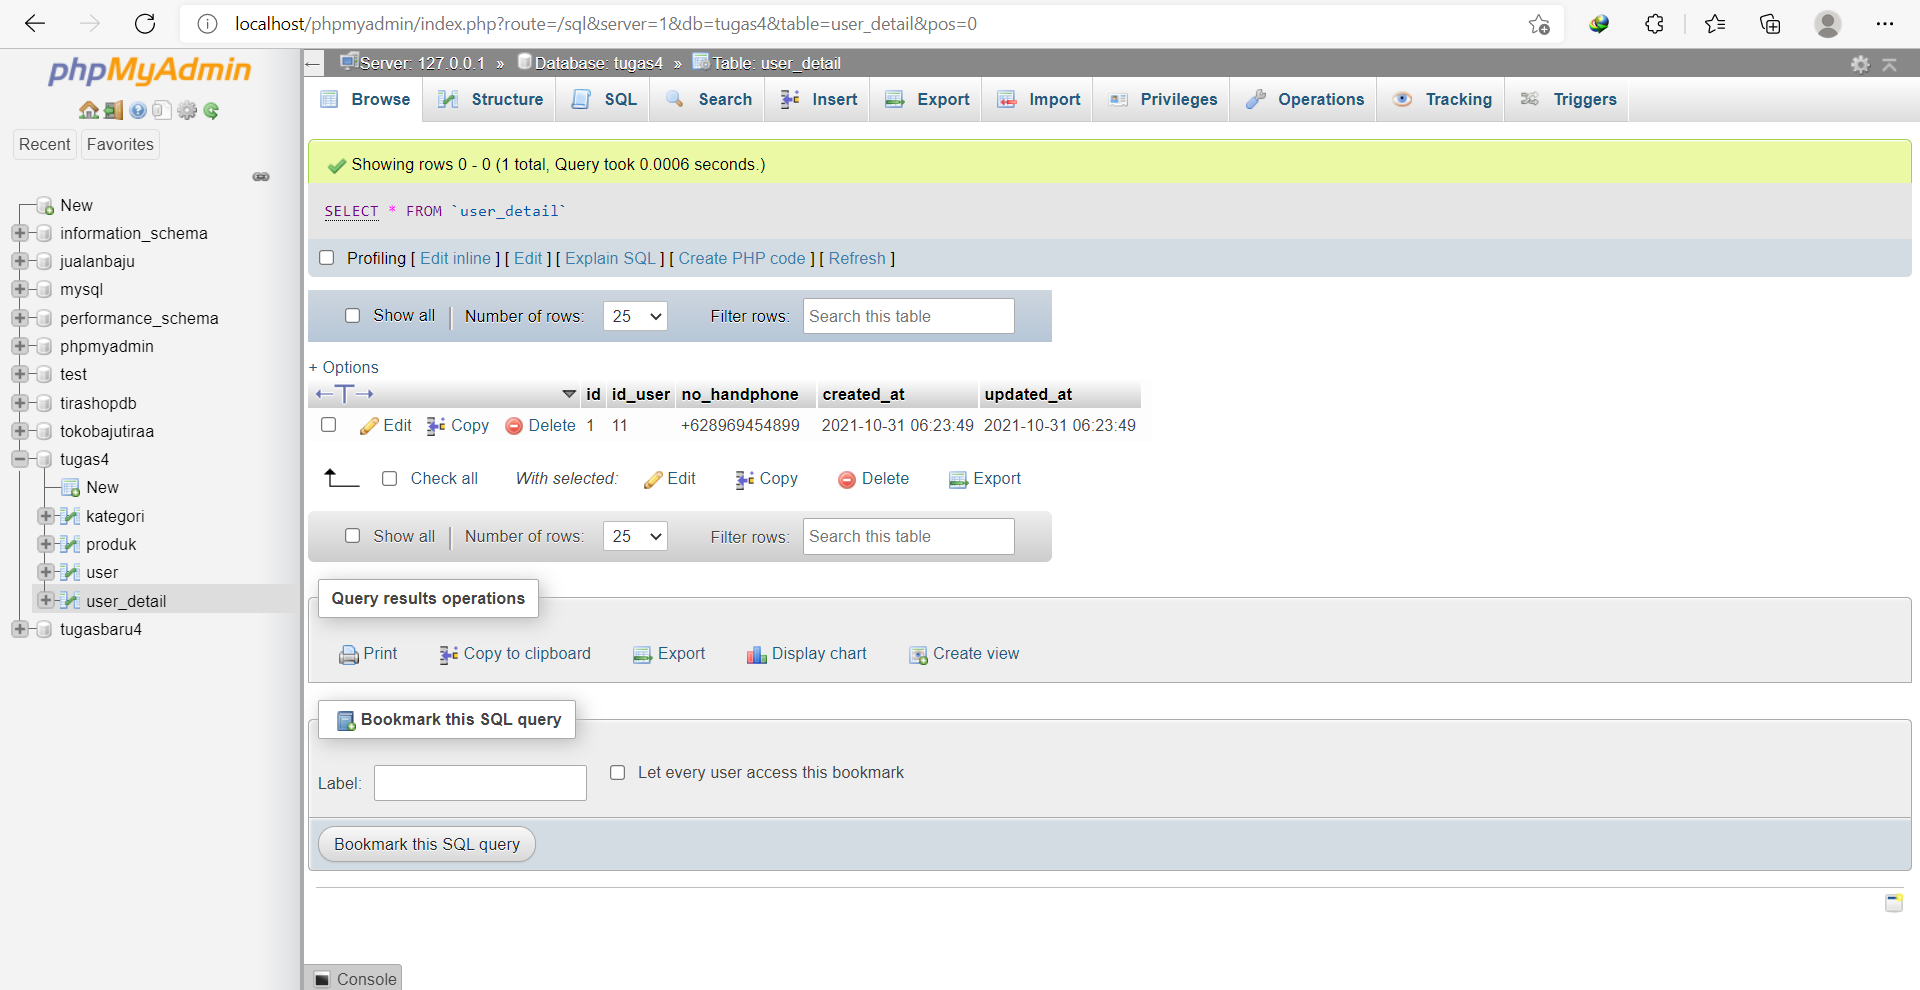 localhost/phpmyadmin/index.php?route=/sql&server=1&db=tugas4&table=user_detail&pos=0
phpMyAdmin
Recent Favorites
New
information_schema
jualanbaju
mysql
performance_schema
phpmyadmin
test
tirashopdb
tokobajutiraa
tugas4
New
kategori
produk
user
user_detail
tugasbaru4
Server: 127.0.0.1 » Database: tugas4 » Table: user_detail
Browse Structure SQL Search Insert Export Import Privileges Operations Tracking Triggers
Showing rows 0 - 0 (1 total, Query took 0.0006 seconds.)
SELECT * FROM `user_detail`
Profiling [ Edit inline ] [ Edit ] [ Explain SQL ] [ Create PHP code ] [ Refresh ]
Show all Number of rows: 25 Filter rows: Search this table
+ Options
id id_user no_handphone created_at updated_at
Edit Copy Delete 1 11 +628969454899 2021-10-31 06:23:49 2021-10-31 06:23:49
Check all With selected: Edit Copy Delete Export
Show all Number of rows: 25 Filter rows: Search this table
Query results operations
Print Copy to clipboard Export Display chart Create view
Bookmark this SQL query
Label: Let every user access this bookmark
Bookmark this SQL query
Console